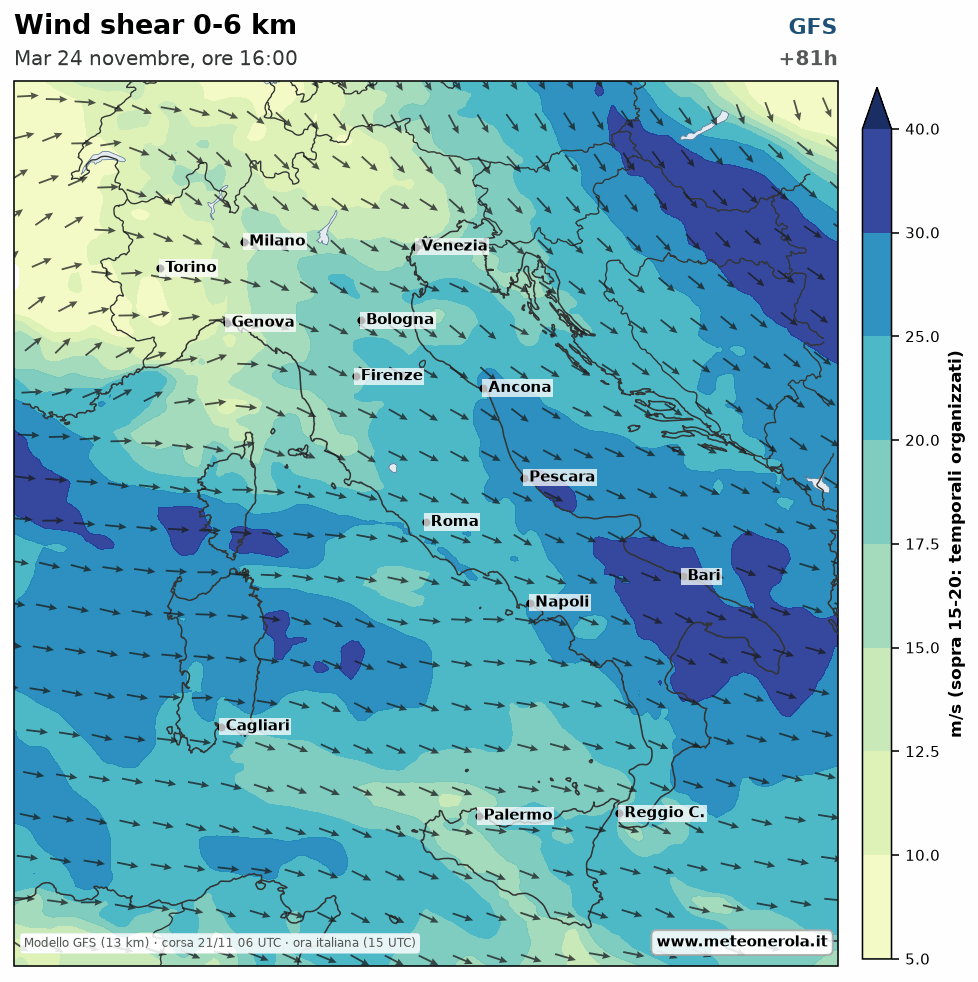 Wind shear 0-6 km
GFS
Mar 24 novembre, ore 16:00
+81h
Milano
Venezia
Torino
Genova
Bologna
Firenze
Ancona
Pescara
Roma
Bari
Napoli
Cagliari
Palermo
Reggio C.
Modello GFS (13 km) · corsa 21/11 06 UTC · ora italiana (15 UTC)
www.meteonerola.it
40.0
30.0
25.0
20.0
17.5
15.0
12.5
10.0
5.0
m/s (sopra 15-20: temporali organizzati)